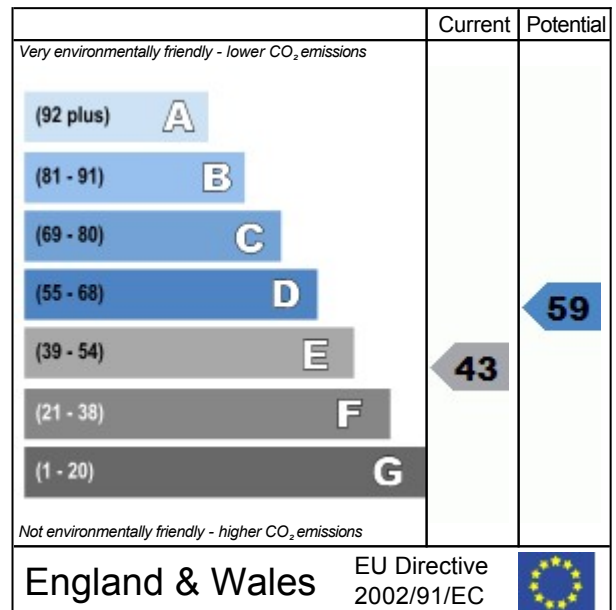 Current Potential
Very environmentally friendly - lower CO₂ emissions
(92 plus) A
(81 - 91) B
(69 - 80) C
(55 - 68) D
59
(39 - 54) E
43
(21 - 38) F
(1 - 20) G
Not environmentally friendly - higher CO₂ emissions
England & Wales
EU Directive
2002/91/EC